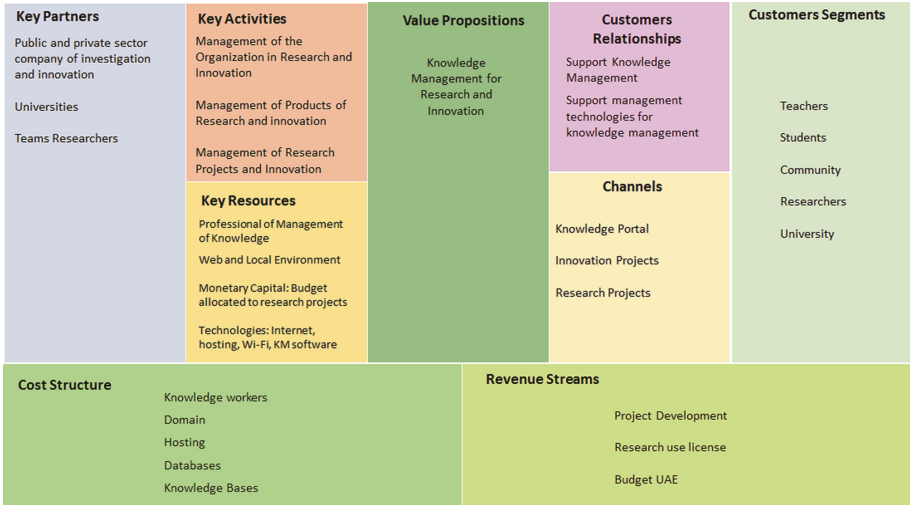 Key Partners
Public and private sector
company of investigation
and innovation
Universities
Teams Researchers
Key Activities
Management of the
Organization in Research and
Innovation
Management of Products of
Research and innovation
Management of Research
Projects and Innovation
Key Resources
Professional of Management
of Knowledge
Web and Local Environment
Monetary Capital: Budget
allocated to research projects
Technologies: Internet,
hosting, Wi-Fi, KM software
Value Propositions
Knowledge
Management for
Research and
Innovation
Customers
Relationships
Support Knowledge
Management
Support management
technologies for
knowledge management
Channels
Knowledge Portal
Innovation Projects
Research Projects
Customers Segments
Teachers
Students
Community
Researchers
University
Cost Structure
Knowledge workers
Domain
Hosting
Databases
Knowledge Bases
Revenue Streams
Project Development
Research use license
Budget UAE